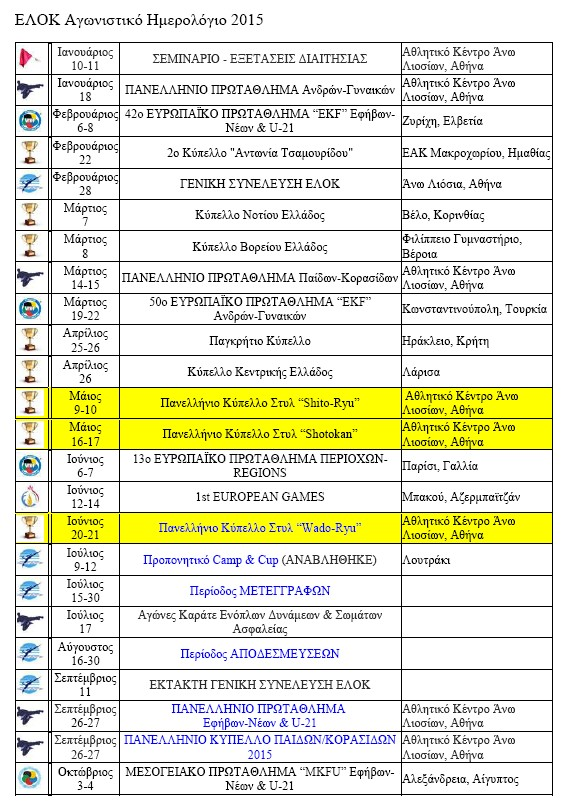 ΕΛΟΚ Αγωνιστικό Ημερολόγιο 2015
Ιανουάριος
10-11
ΣΕΜΙΝΑΡΙΟ - ΕΞΕΤΑΣΕΙΣ ΔΙΑΙΤΗΣΙΑΣ
Αθλητικό Κέντρο Άνω
Λιοσίων, Αθήνα
Ιανουάριος
18
ΠΑΝΕΛΛΗΝΙΟ ΠΡΩΤΑΘΛΗΜΑ Ανδρών-Γυναικών
Αθλητικό Κέντρο Άνω
Λιοσίων, Αθήνα
Φεβρουάριος
6-8
42ο ΕΥΡΩΠΑΪΚΟ ΠΡΩΤΑΘΛΗΜΑ “EKF” Εφήβων-
Νέων & U-21
Ζυρίχη, Ελβετία
Φεβρουάριος
22
2ο Κύπελλο "Αντωνία Τσαμουρίδου"
ΕΑΚ Μακροχωρίου, Ημαθίας
Φεβρουάριος
28
ΓΕΝΙΚΗ ΣΥΝΕΛΕΥΣΗ ΕΛΟΚ
Άνω Λιόσια, Αθήνα
Μάρτιος
7
Κύπελλο Νοτίου Ελλάδος
Βέλο, Κορινθίας
Μάρτιος
8
Κύπελλο Βορείου Ελλάδος
Φιλίππειο Γυμναστήριο,
Βέροια
Μάρτιος
14-15
ΠΑΝΕΛΛΗΝΙΟ ΠΡΩΤΑΘΛΗΜΑ Παίδων-Κορασίδων
Αθλητικό Κέντρο Άνω
Λιοσίων, Αθήνα
Μάρτιος
19-22
50ο ΕΥΡΩΠΑΪΚΟ ΠΡΩΤΑΘΛΗΜΑ “EKF”
Ανδρών-Γυναικών
Κωνσταντινούπολη, Τουρκία
Απρίλιος
25-26
Παγκρήτιο Κύπελλο
Ηράκλειο, Κρήτη
Απρίλιος
26
Κύπελλο Κεντρικής Ελλάδος
Λάρισα
Μάιος
9-10
Πανελλήνιο Κύπελλο Στυλ “Shito-Ryu”
Αθλητικό Κέντρο Άνω
Λιοσίων, Αθήνα
Μάιος
16-17
Πανελλήνιο Κύπελλο Στυλ “Shotokan”
Αθλητικό Κέντρο Άνω
Λιοσίων, Αθήνα
Ιούνιος
6-7
13ο ΕΥΡΩΠΑΪΚΟ ΠΡΩΤΑΘΛΗΜΑ ΠΕΡΙΟΧΩΝ-
REGIONS
Παρίσι, Γαλλία
Ιούνιος
12-14
1st EUROPEAN GAMES
Μπακού, Αζερμπαϊτζάν
Ιούνιος
20-21
Πανελλήνιο Κύπελλο Στυλ “Wado-Ryu”
Αθλητικό Κέντρο Άνω
Λιοσίων, Αθήνα
Ιούλιος
9-12
Προπονητικό Camp & Cup (ΑΝΑΒΛΗΘΗΚΕ)
Λουτράκι
Ιούλιος
15-30
Περίοδος ΜΕΤΕΓΓΡΑΦΩΝ
Ιούλιος
17
Αγώνες Καράτε Ενόπλων Δυνάμεων & Σωμάτων
Ασφαλείας
Αύγουστος
16-30
Περίοδος ΑΠΟΔΕΣΜΕΥΣΕΩΝ
Σεπτέμβριος
11
ΕΚΤΑΚΤΗ ΓΕΝΙΚΗ ΣΥΝΕΛΕΥΣΗ ΕΛΟΚ
Σεπτέμβριος
26-27
ΠΑΝΕΛΛΗΝΙΟ ΠΡΩΤΑΘΛΗΜΑ
Εφήβων-Νέων & U-21
Αθλητικό Κέντρο Άνω
Λιοσίων, Αθήνα
Σεπτέμβριος
26-27
ΠΑΝΕΛΛΗΝΙΟ ΚΥΠΕΛΛΟ ΠΑΙΔΩΝ/ΚΟΡΑΣΙΔΩΝ
2015
Αθλητικό Κέντρο Άνω
Λιοσίων, Αθήνα
Οκτώβριος
3-4
ΜΕΣΟΓΕΙΑΚΟ ΠΡΩΤΑΘΛΗΜΑ “MKFU” Εφήβων-
Νέων & U-21
Αλεξάνδρεια, Αίγυπτος